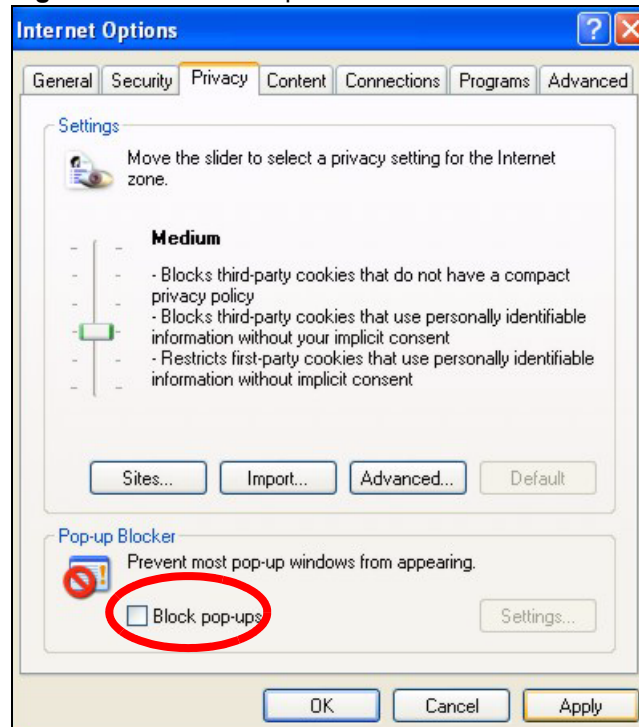 Internet Options
General Security Privacy Content Connections Programs Advanced
Settings
Move the slider to select a privacy setting for the Internet
zone.
Medium
- Blocks third-party cookies that do not have a compact
privacy policy
- Blocks third-party cookies that use personally identifiable
information without your implicit consent
- Restricts first-party cookies that use personally identifiable
information without implicit consent
Sites... Import... Advanced... Default
Pop-up Blocker
Prevent most pop-up windows from appearing.
Block pop-ups Settings...
OK Cancel Apply